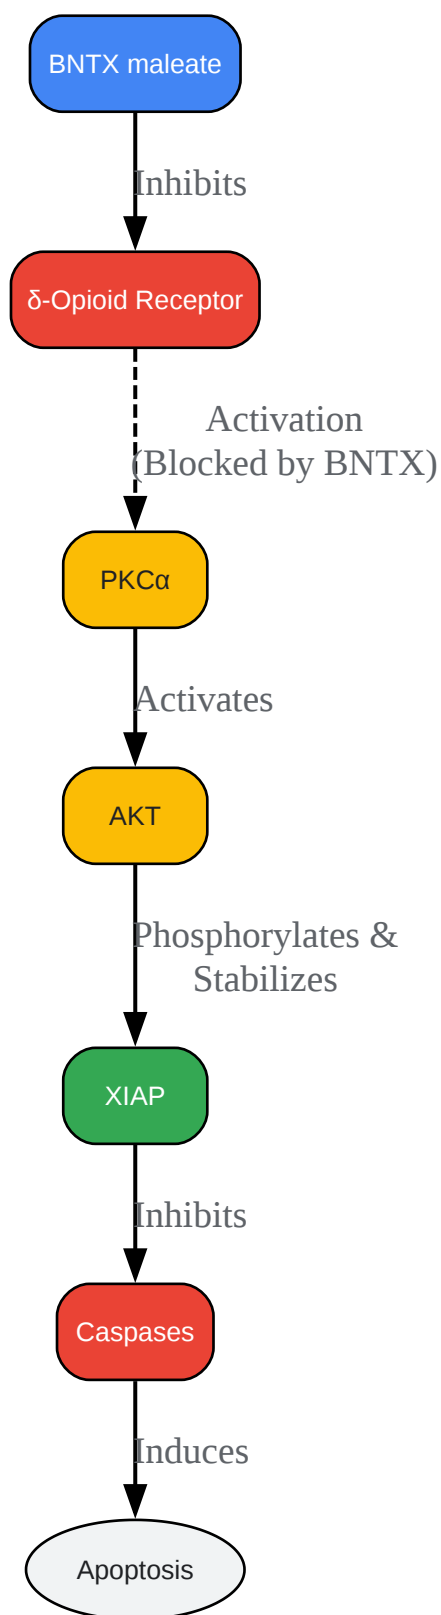 BNTX maleate
Inhibits
δ-Opioid Receptor
Activation
(Blocked by BNTX)
PKCα
Activates
AKT
Phosphorylates &
Stabilizes
XIAP
Inhibits
Caspases
Induces
Apoptosis